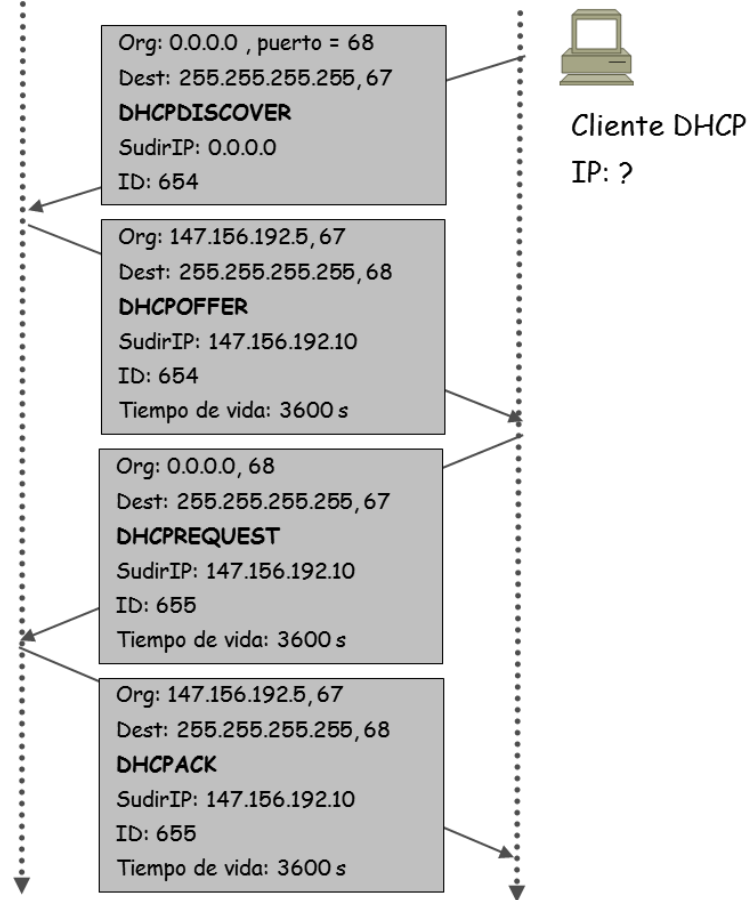 Org: 0.0.0.0 , puerto = 68
Dest: 255.255.255.255, 67
DHCPDISCOVER
SudirIP: 0.0.0.0
ID: 654
Cliente DHCP
IP: ?
Org: 147.156.192.5, 67
Dest: 255.255.255.255, 68
DHCPOFFER
SudirIP: 147.156.192.10
ID: 654
Tiempo de vida: 3600 s
Org: 0.0.0.0, 68
Dest: 255.255.255.255, 67
DHCPREQUEST
SudirIP: 147.156.192.10
ID: 655
Tiempo de vida: 3600 s
Org: 147.156.192.5, 67
Dest: 255.255.255.255, 68
DHCPACK
SudirIP: 147.156.192.10
ID: 655
Tiempo de vida: 3600 s